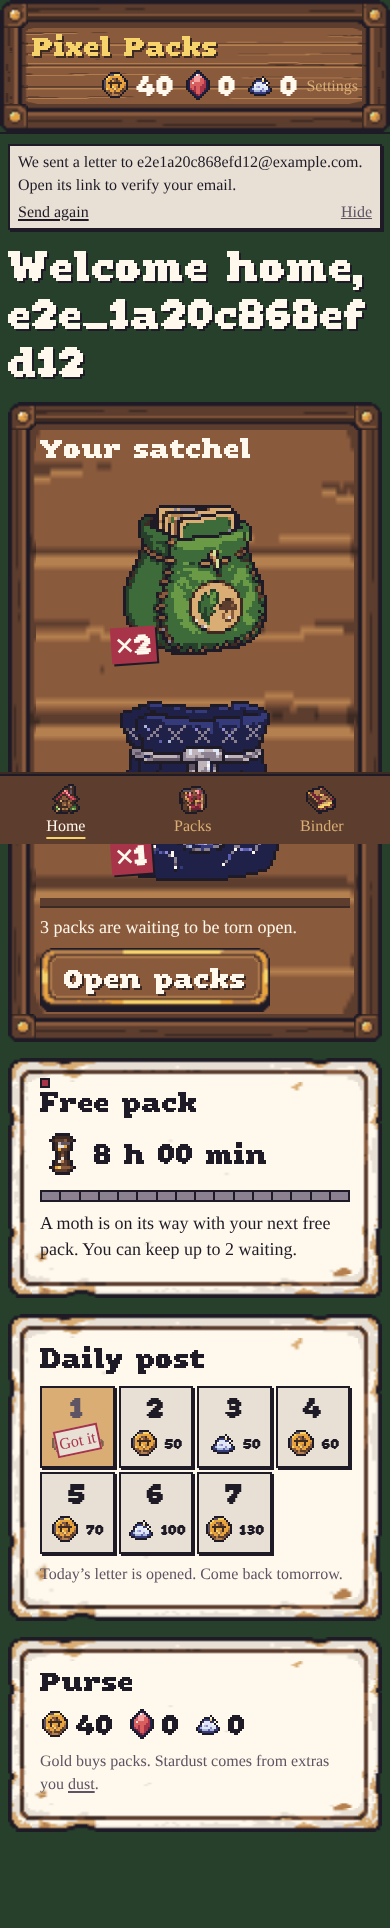 Pixel Packs
40 0 0 Settings
We sent a letter to e2e1a20c868efd12@example.com.
Open its link to verify your email.
Send again Hide
Welcome home,
e2e_1a20c868ef
d12
Your satchel
×2
Home Packs Binder
×1
3 packs are waiting to be torn open.
Open packs
Free pack
8 h 00 min
A moth is on its way with your next free
pack. You can keep up to 2 waiting.
Daily post
1 2 3 4
Got it 50 50 60
5 6 7
70 100 130
Today’s letter is opened. Come back tomorrow.
Purse
40 0 0
Gold buys packs. Stardust comes from extras
you dust.